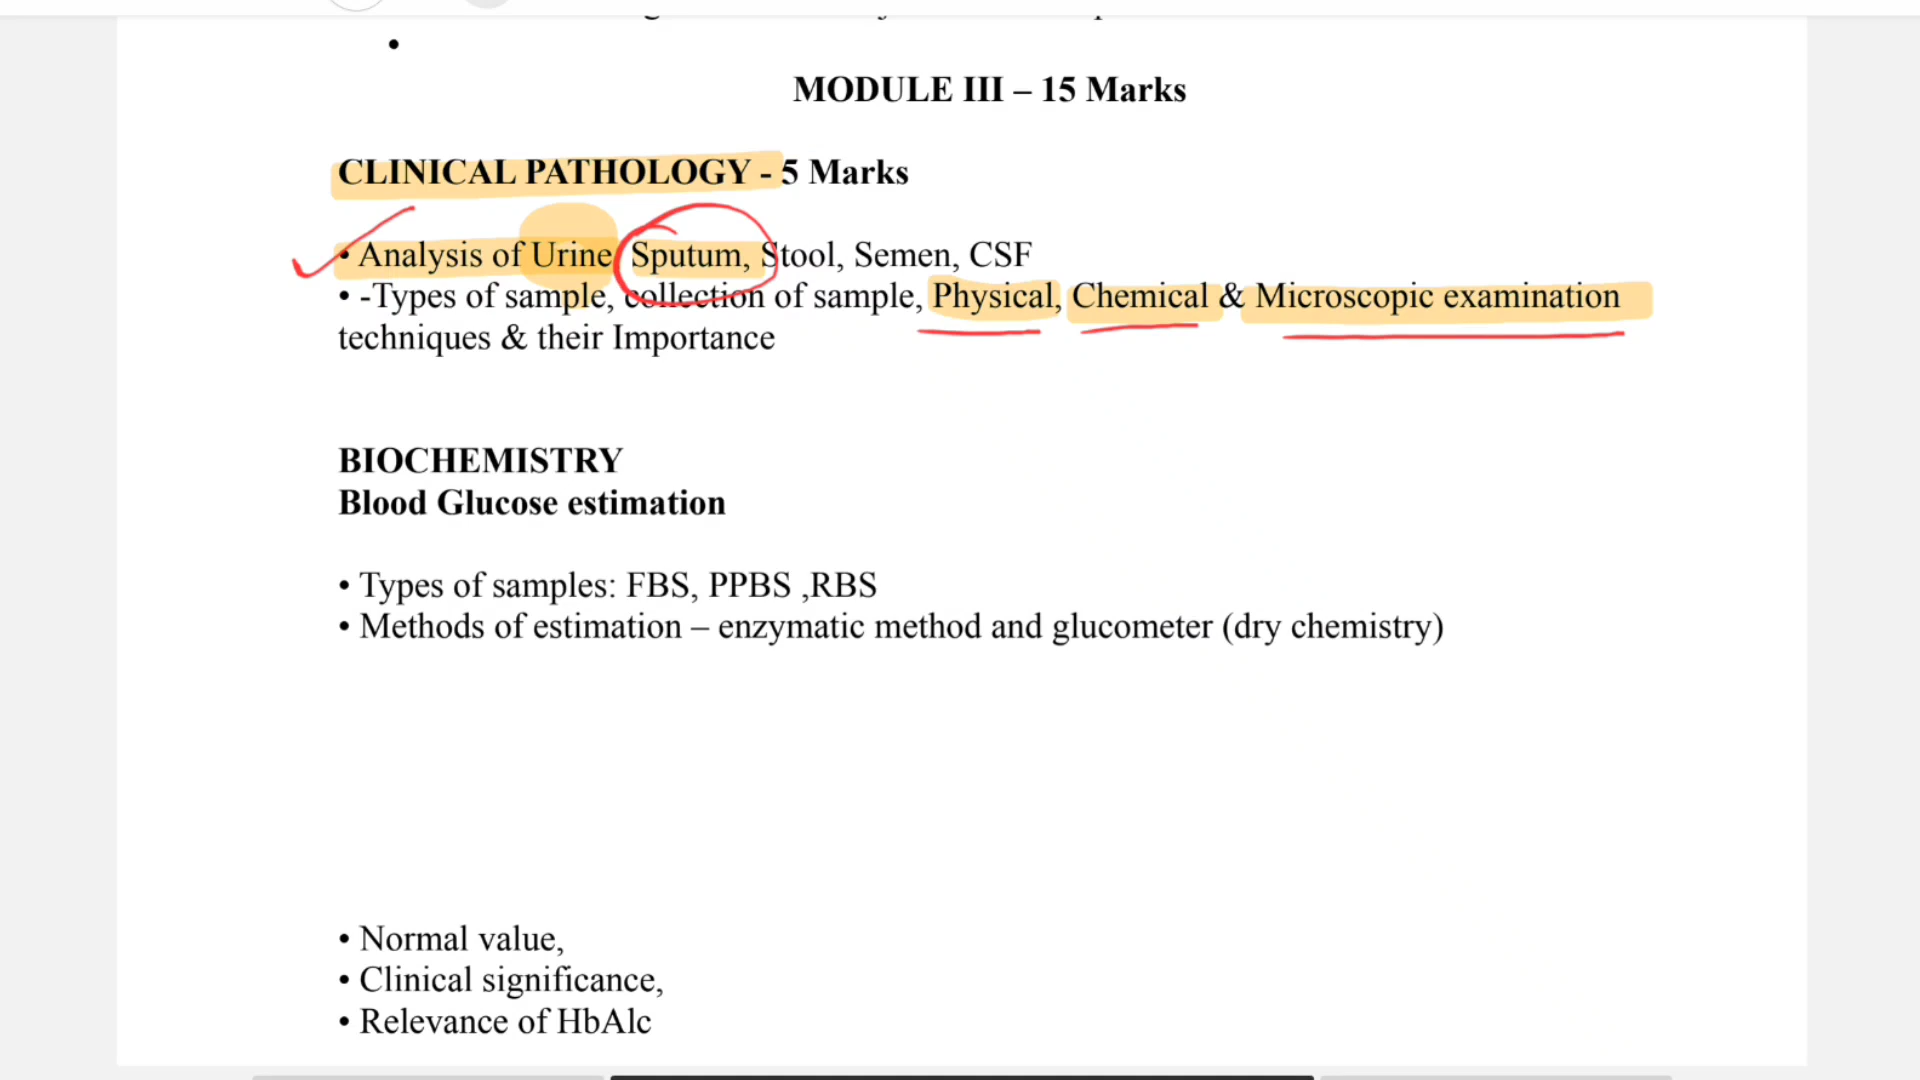 •
MODULE III – 15 Marks
CLINICAL PATHOLOGY - 5 Marks
• Analysis of Urine, Sputum, Stool, Semen, CSF
• -Types of sample, collection of sample, Physical, Chemical & Microscopic examination
techniques & their Importance
BIOCHEMISTRY
Blood Glucose estimation
• Types of samples: FBS, PPBS ,RBS
• Methods of estimation – enzymatic method and glucometer (dry chemistry)
• Normal value,
• Clinical significance,
• Relevance of HbAlc